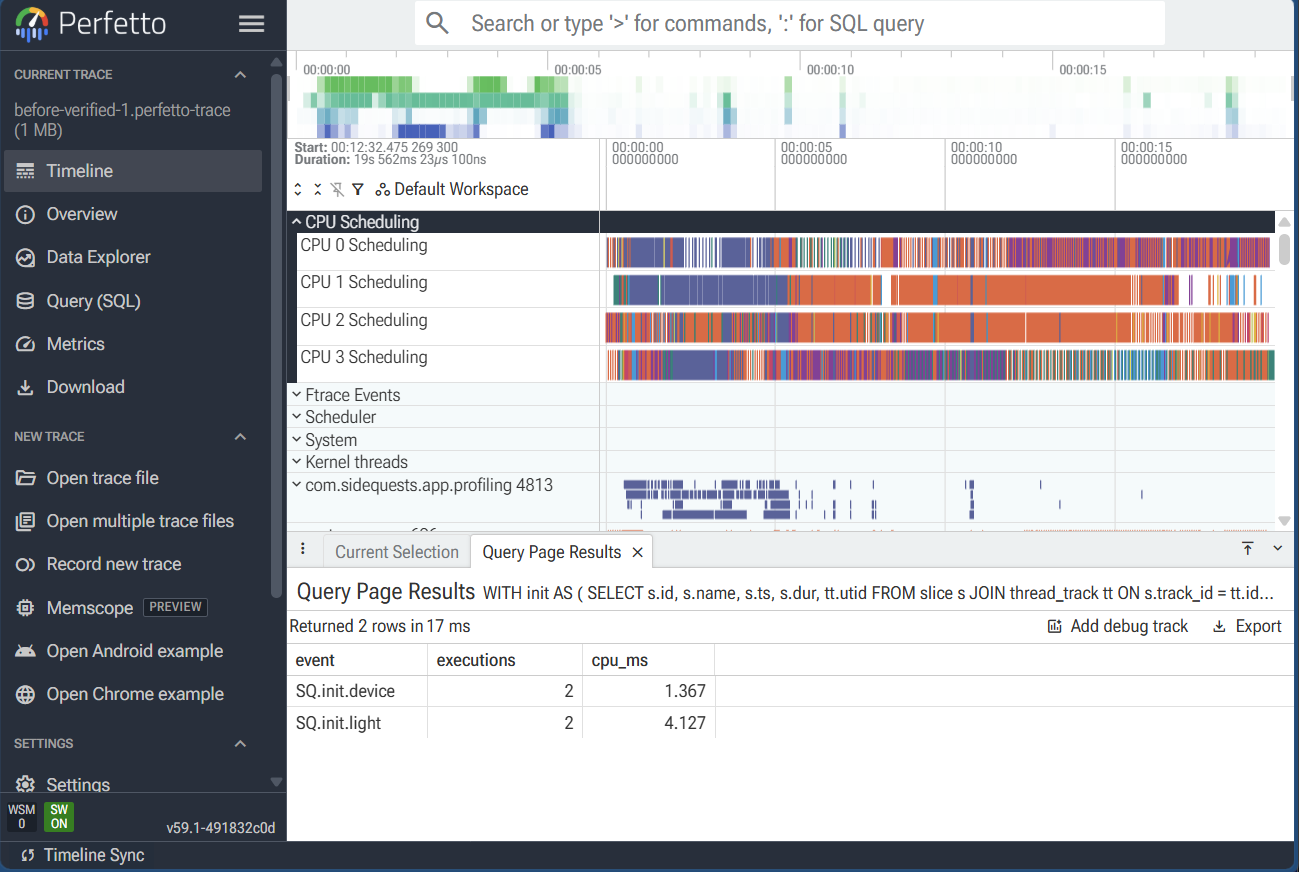 Perfetto
Search or type '>' for commands, ':' for SQL query
CURRENT TRACE
before-verified-1.perfetto-trace
(1 MB)
Timeline
Overview
Data Explorer
Query (SQL)
Metrics
Download
NEW TRACE
Open trace file
Open multiple trace files
Record new trace
Memscope PREVIEW
Open Android example
Open Chrome example
SETTINGS
Settings
WSM
0
SW
ON
v59.1-491832c0d
Timeline Sync
00:00:00 00:00:05 00:00:10 00:00:15
Start: 00:12:32.475 269 300
Duration: 19s 562ms 23µs 100ns
00:00:00 00:00:05 00:00:10 00:00:15
000000000 000000000 000000000 000000000
Default Workspace
CPU Scheduling
CPU 0 Scheduling
CPU 1 Scheduling
CPU 2 Scheduling
CPU 3 Scheduling
Ftrace Events
Scheduler
System
Kernel threads
com.sidequests.app.profiling 4813
Current Selection
Query Page Results
Query Page Results WITH init AS ( SELECT s.id, s.name, s.ts, s.dur, tt.utid FROM slice s JOIN thread_track tt ON s.track_id = tt.id...
Returned 2 rows in 17 ms
Add debug track
Export
event executions cpu_ms
SQ.init.device 2 1.367
SQ.init.light 2 4.127